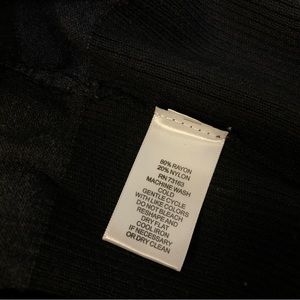 80% RAYON
20% NYLON
RN 73163
MACHINE WASH
COLD
GENTLE CYCLE
WITH LIKE COLORS
DO NOT BLEACH
RESHAPE AND
DRY FLAT
COOL IRON
IF NECESSARY
OR DRY CLEAN